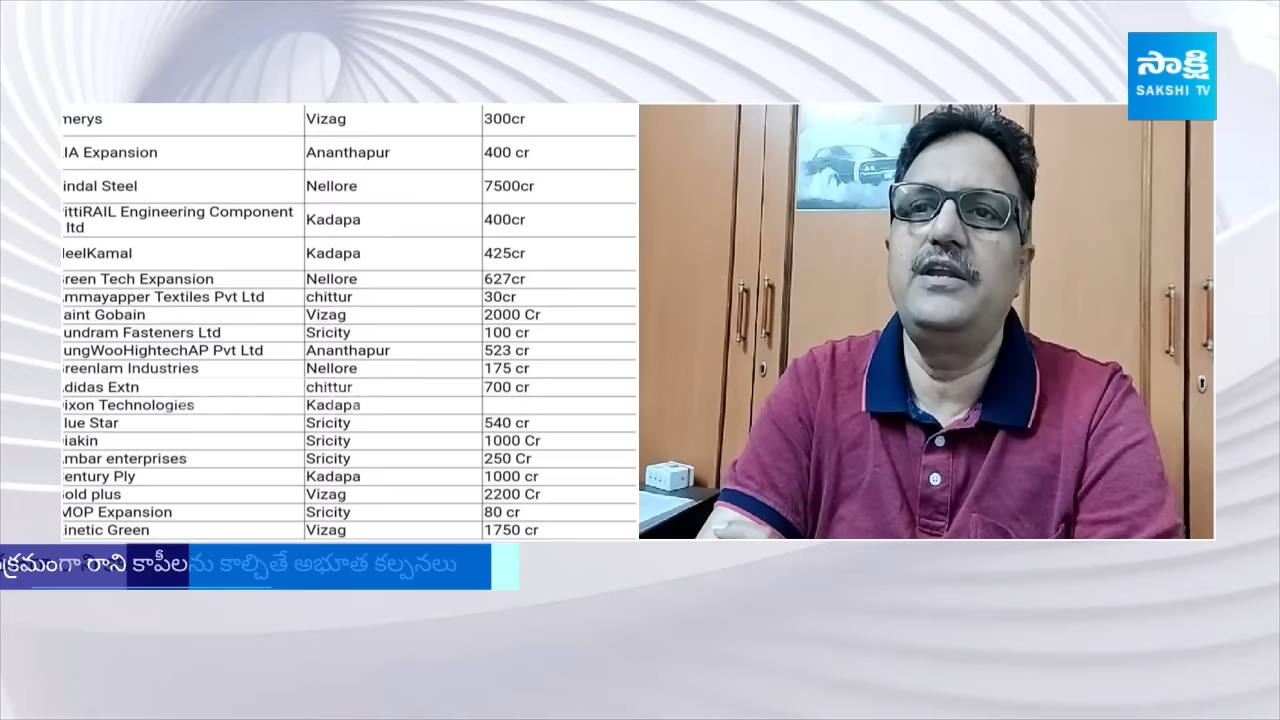 సాక్షి
SAKSHI TV
merys Vizag 300cr
IA Expansion Ananthapur 400 cr
indal Steel Nellore 7500cr
ittiRAIL Engineering Component
ltd Kadapa 400cr
eelKamal Kadapa 425cr
reen Tech Expansion Nellore 627cr
mmayapper Textiles Pvt Ltd chittur 30cr
aint Gobain Vizag 2000 Cr
undram Fasteners Ltd Sricity 100 cr
ungWooHightechAP Pvt Ltd Ananthapur 523 cr
reenlam Industries Nellore 175 cr
didas Extn chittur 700 cr
ixon Technologies Kadapa
lue Star Sricity 540 cr
iakin Sricity 1000 Cr
mbar enterprises Sricity 250 Cr
entury Ply Kadapa 1000 cr
old plus Vizag 2200 Cr
MOP Expansion Sricity 80 cr
inetic Green Vizag 1750 cr
కాపీలను కాల్చితే అభూత కల్పనలు